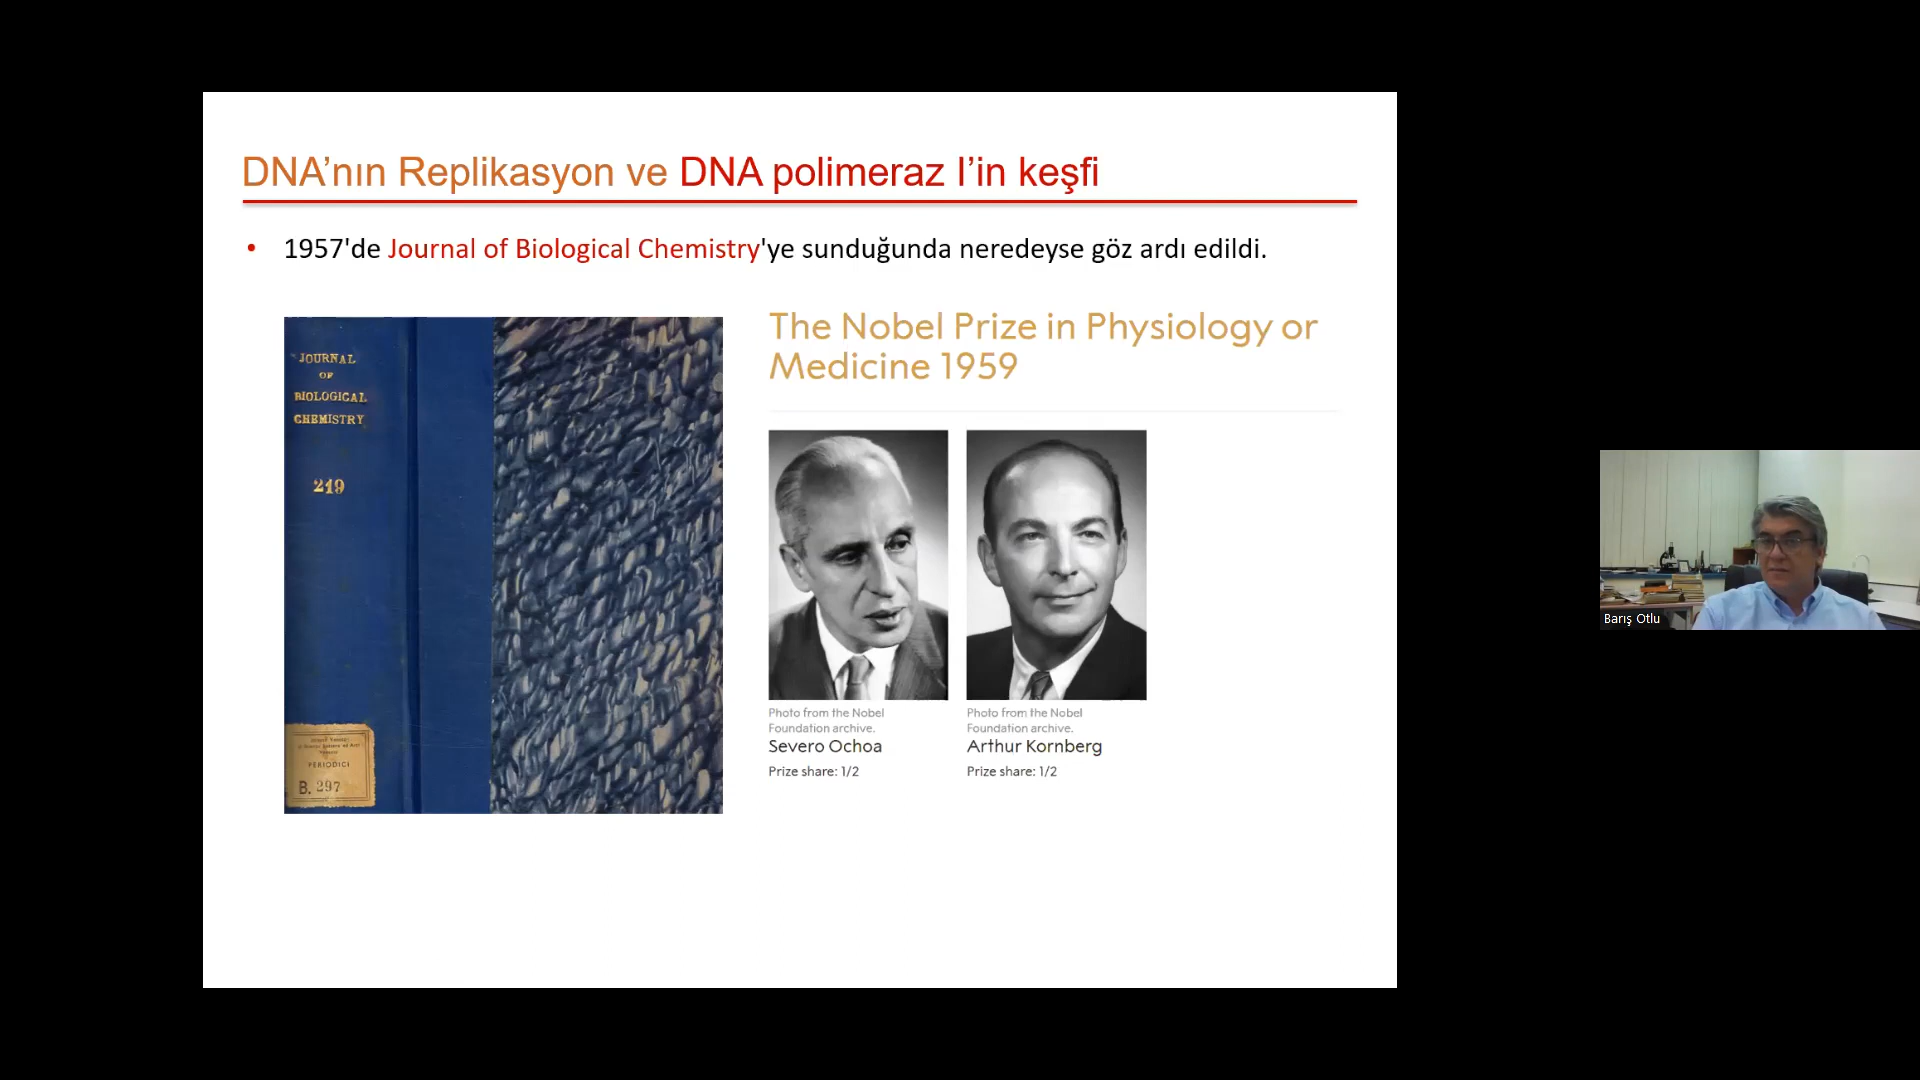 DNA’nın Replikasyon ve DNA polimeraz I’in keşfi
• 1957'de Journal of Biological Chemistry'ye sunduğunda neredeyse göz ardı edildi.
JOURNAL
OF
BIOLOGICAL
CHEMISTRY
219
PERIODICI
B. 297
The Nobel Prize in Physiology or
Medicine 1959
Photo from the Nobel
Foundation archive.
Severo Ochoa
Prize share: 1/2
Photo from the Nobel
Foundation archive.
Arthur Kornberg
Prize share: 1/2
Barış Otlu